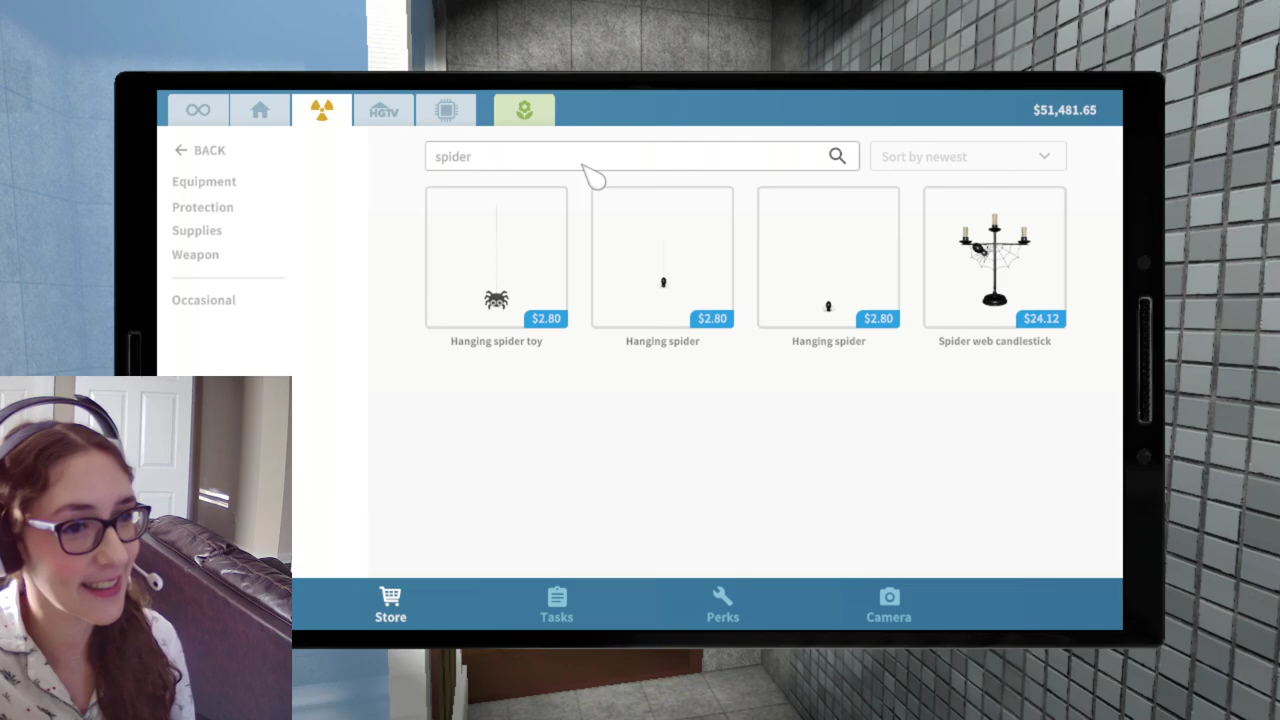 HGTV
$51,481.65
BACK
Equipment
Protection
Supplies
Weapon
Occasional
spider
Sort by newest
$2.80
$2.80
$2.80
$24.12
Hanging spider toy
Hanging spider
Hanging spider
Spider web candlestick
Store
Tasks
Perks
Camera